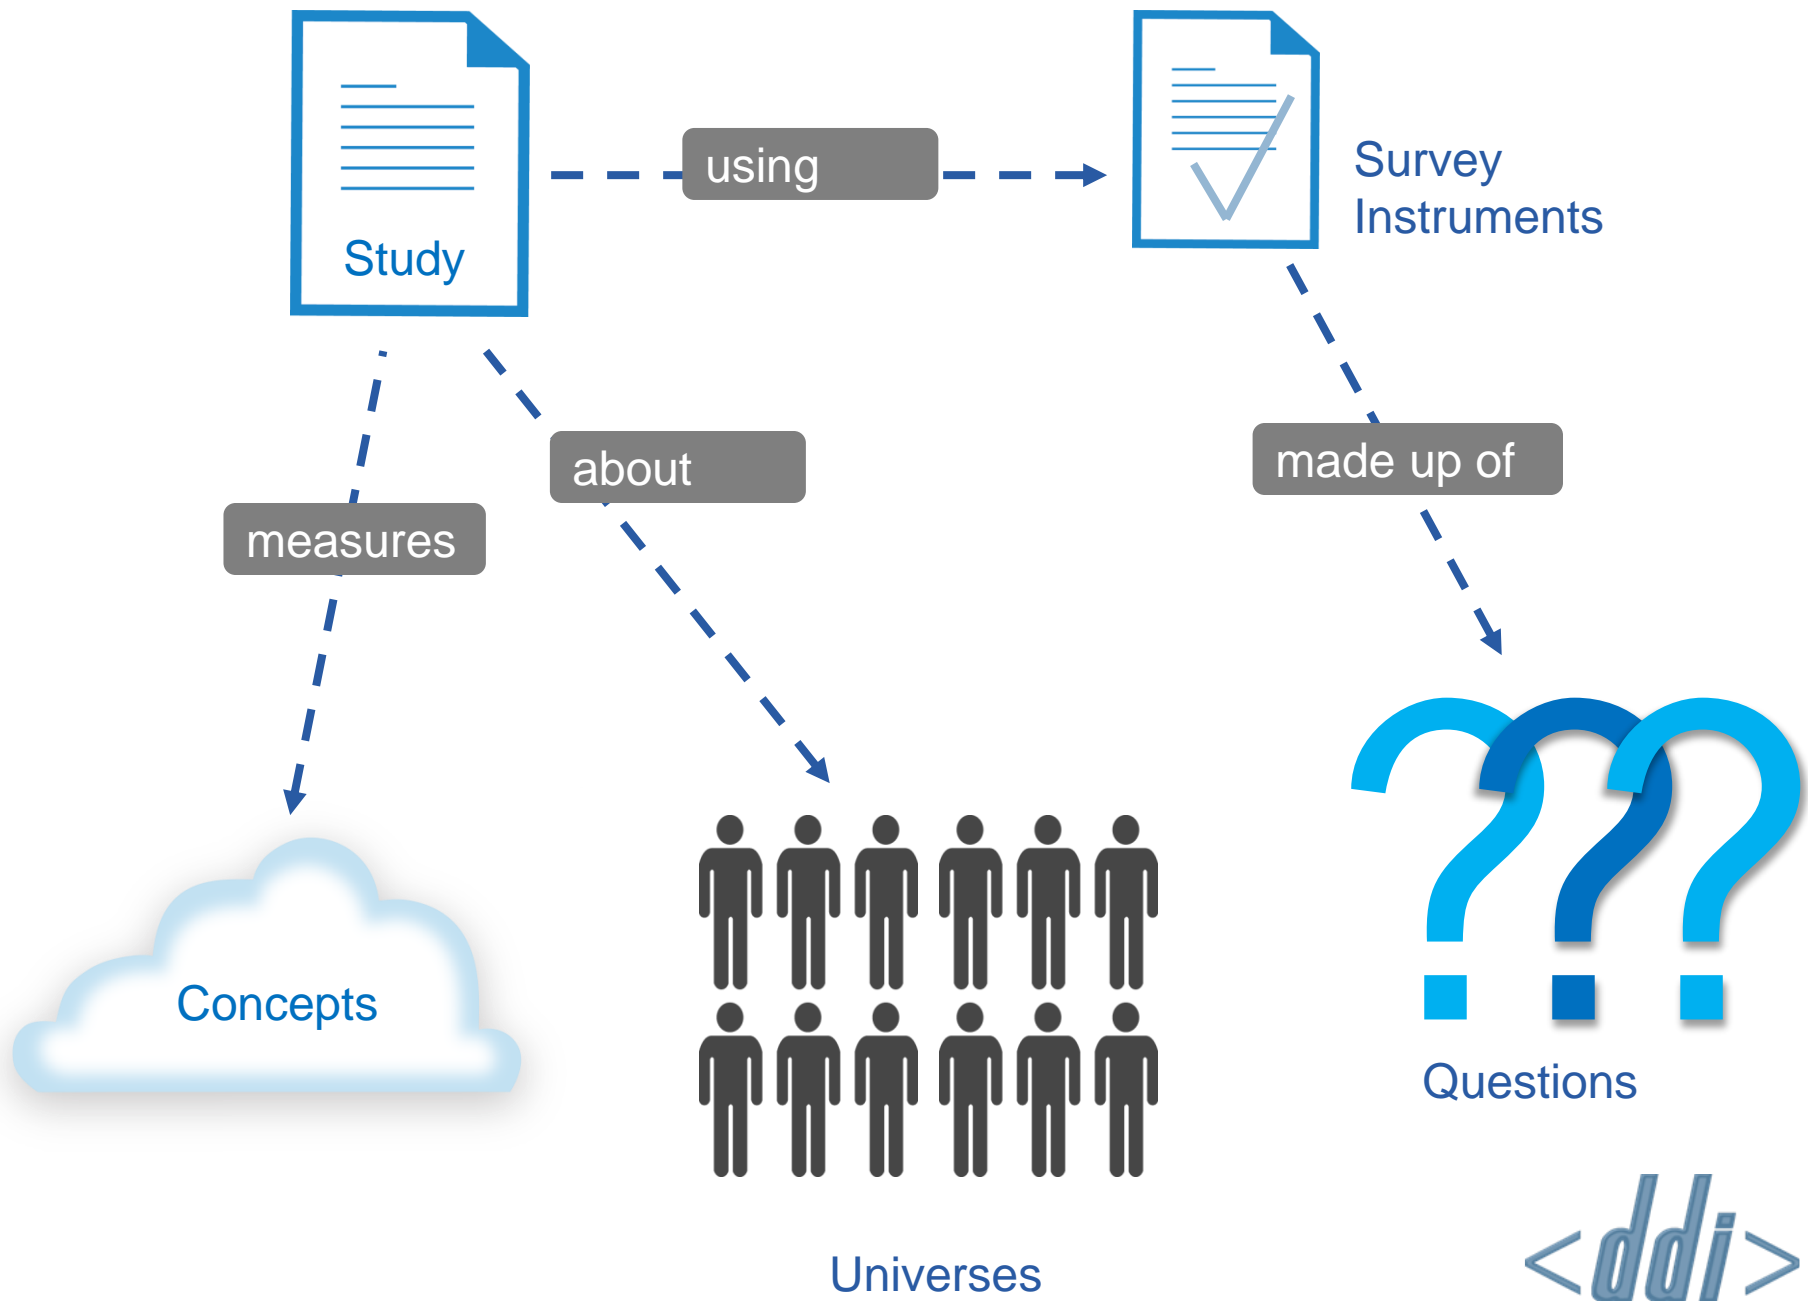 using
Survey
Instruments
Study
about
made up of
measures
Concepts
Questions
Universes
<ddi>